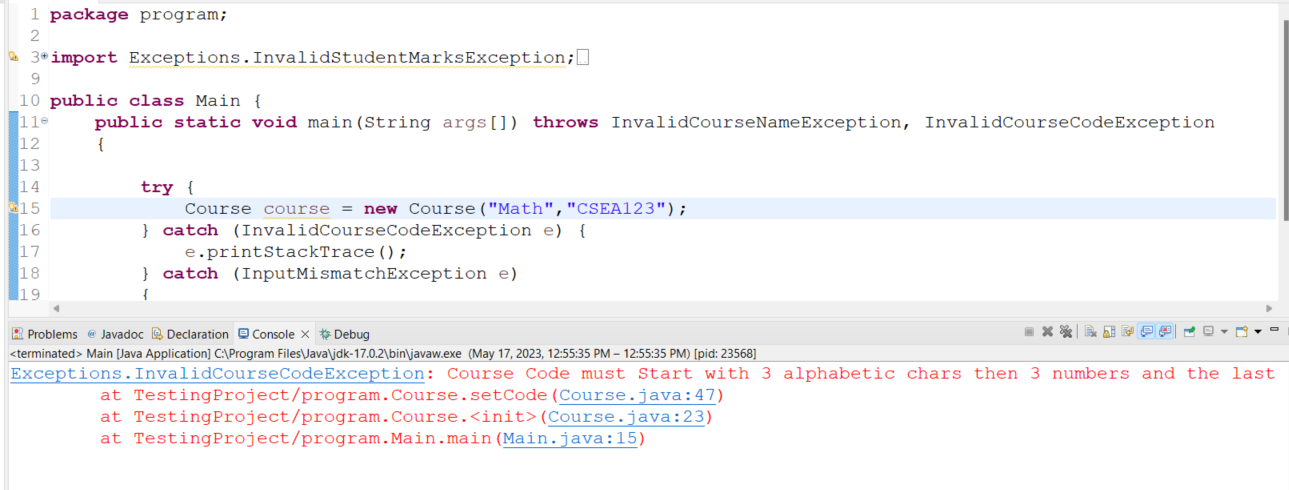 1 package program;
2
3 import Exceptions.InvalidStudentMarksException;
9
10 public class Main {
11 public static void main(String args[]) throws InvalidCourseNameException, InvalidCourseCodeException
12 {
13
14 try {
15 Course course = new Course("Math","CSEA123");
16 } catch (InvalidCourseCodeException e) {
17 e.printStackTrace();
18 } catch (InputMismatchException e)
19 {
Problems @ Javadoc Declaration Console Debug
<terminated> Main [Java Application] C:\Program Files\Java\jdk-17.0.2\bin\javaw.exe (May 17, 2023, 12:55:35 PM – 12:55:35 PM) [pid: 23568]
Exceptions.InvalidCourseCodeException: Course Code must Start with 3 alphabetic chars then 3 numbers and the last
at TestingProject/program.Course.setCode(Course.java:47)
at TestingProject/program.Course.<init>(Course.java:23)
at TestingProject/program.Main.main(Main.java:15)